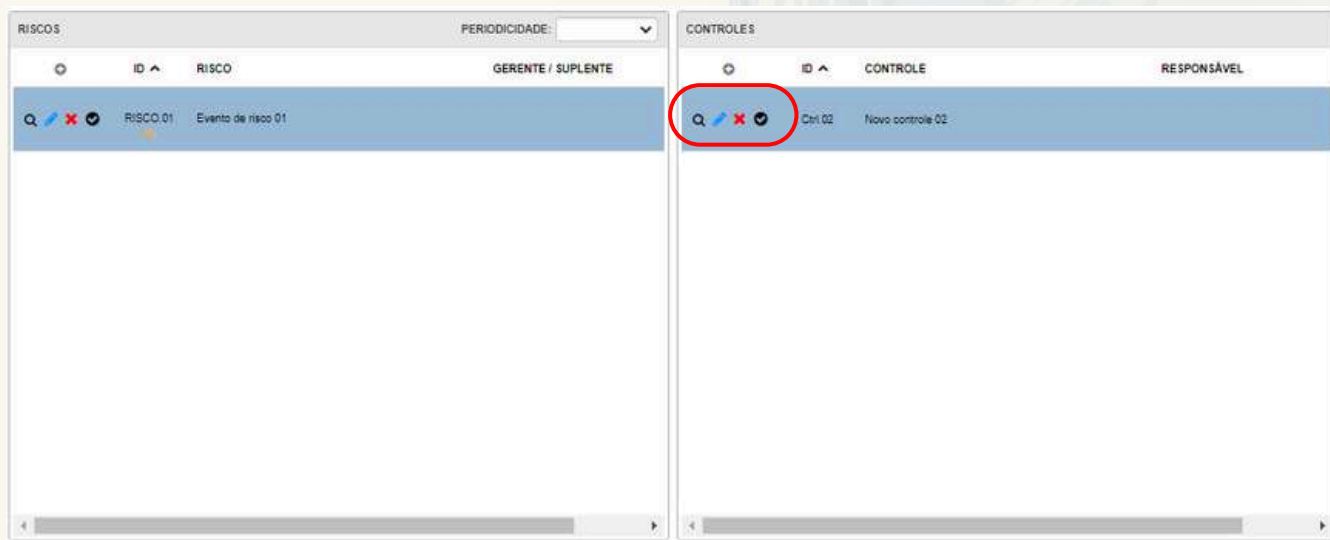 RISCOS PERIODICIDADE:
ID RISCO GERENTE / SUPLENTE
RISCO.01 Evento de risco 01
CONTROLES
ID CONTROLE RESPONSÁVEL
Ctrl.02 Novo controle 02